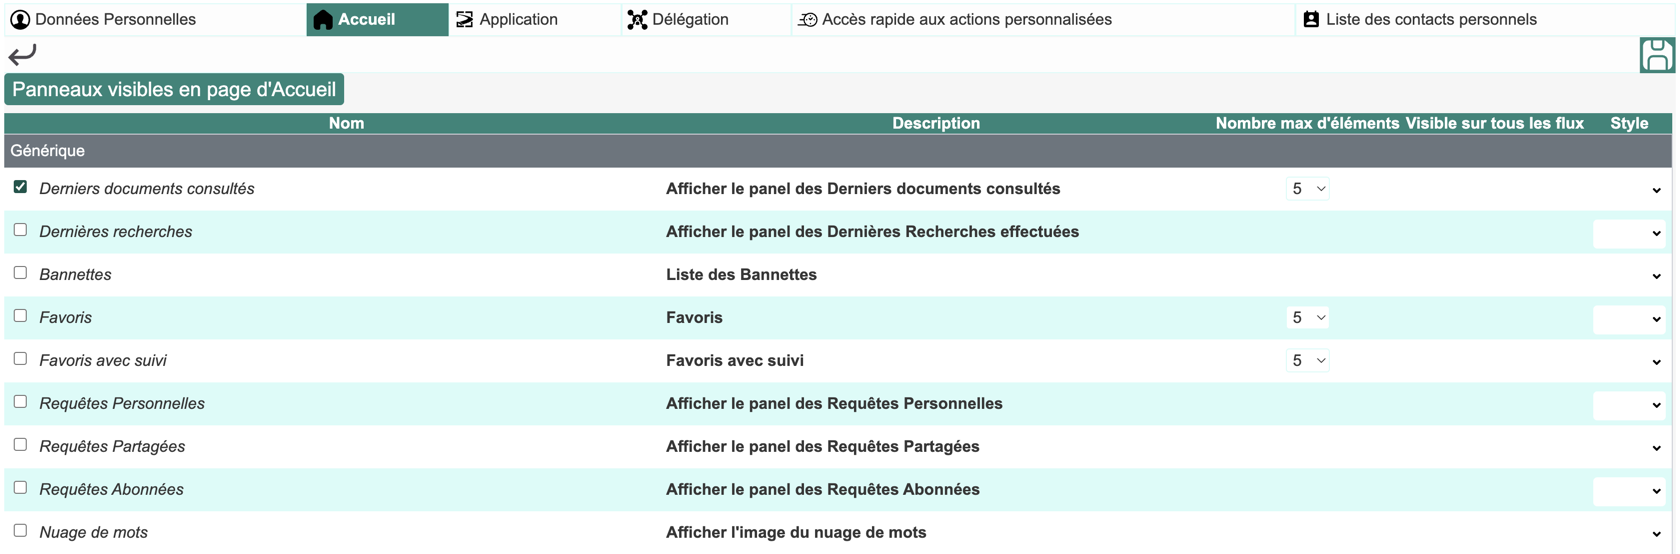 Données Personnelles Accueil Application Délégation Accès rapide aux actions personnalisées Liste des contacts personnels
Panneaux visibles en page d'Accueil
Nom Description Nombre max d'éléments Visible sur tous les flux Style
Générique
Derniers documents consultés Afficher le panel des Derniers documents consultés 5
Dernières recherches Afficher le panel des Dernières Recherches effectuées
Bannettes Liste des Bannettes
Favoris Favoris 5
Favoris avec suivi Favoris avec suivi 5
Requêtes Personnelles Afficher le panel des Requêtes Personnelles
Requêtes Partagées Afficher le panel des Requêtes Partagées
Requêtes Abonnées Afficher le panel des Requêtes Abonnées
Nuage de mots Afficher l'image du nuage de mots